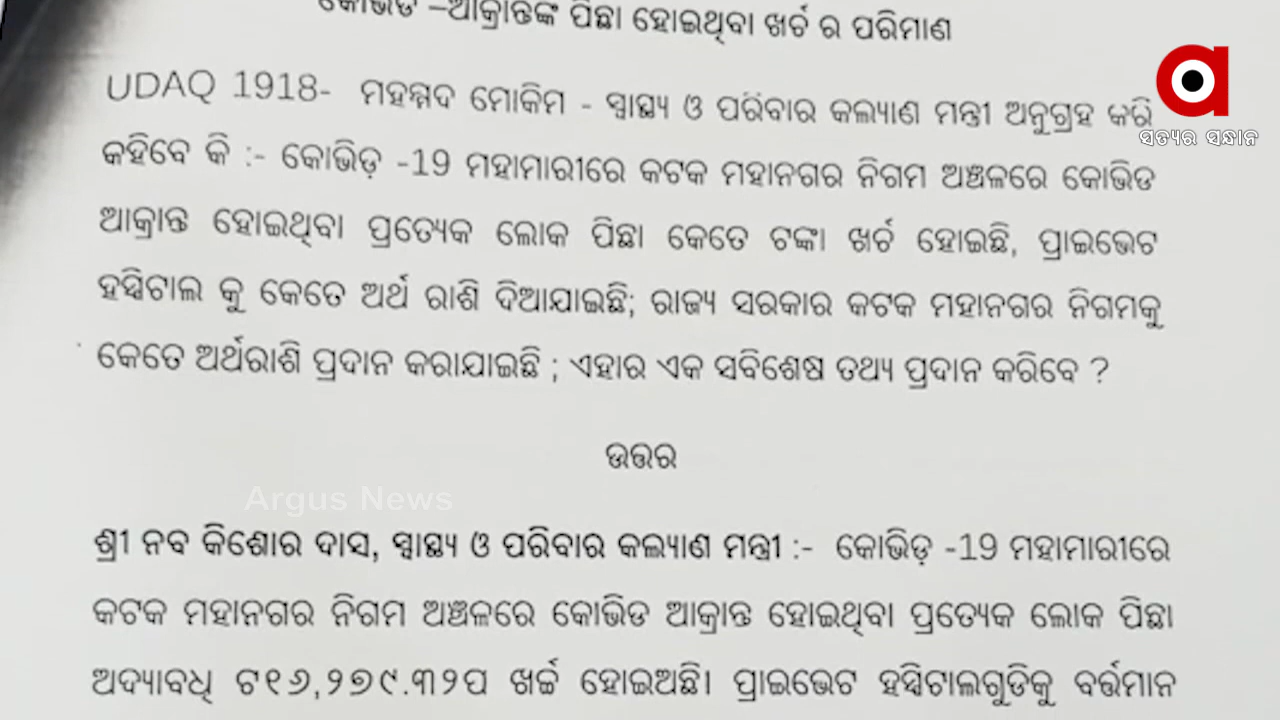 କୋଭିଡ –ଆକ୍ରାନ୍ତଙ୍କ ପିଛା ହୋଇଥିବା ଖର୍ଚ ର ପରିମାଣ
UDAQ 1918- ମହମ୍ମଦ ମୋକିମ - ସ୍ୱାସ୍ଥ୍ୟ ଓ ପରିବାର କଲ୍ୟାଣ ମନ୍ତ୍ରୀ ଅନୁଗ୍ରହ କରି
ସତ୍ୟର ସନ୍ଧାନ
କହିବେ କି :- କୋଭିଡ଼ -19 ମହାମାରୀରେ କଟକ ମହାନଗର ନିଗମ ଅଞ୍ଚଳରେ କୋଭିଡ
ଆକ୍ରାନ୍ତ ହୋଇଥିବା ପ୍ରତ୍ୟେକ ଲୋକ ପିଛା କେତେ ଟଙ୍କା ଖର୍ଚ ହୋଇଛି, ପ୍ରାଇଭେଟ
ହସ୍ପିଟାଲ କୁ କେତେ ଅର୍ଥ ରାଶି ଦିଆଯାଇଛି; ରାଜ୍ୟ ସରକାର କଟକ ମହାନଗର ନିଗମକୁ
କେତେ ଅର୍ଥରାଶି ପ୍ରଦାନ କରାଯାଇଛି ; ଏହାର ଏକ ସବିଶେଷ ତଥ୍ୟ ପ୍ରଦାନ କରିବେ ?
ଉତ୍ତର
Argus News
ଶ୍ରୀ ନବ କିଶୋର ଦାସ, ସ୍ୱାସ୍ଥ୍ୟ ଓ ପରିବାର କଲ୍ୟାଣ ମନ୍ତ୍ରୀ :- କୋଭିଡ଼ -19 ମହାମାରୀରେ
କଟକ ମହାନଗର ନିଗମ ଅଞ୍ଚଳରେ କୋଭିଡ ଆକ୍ରାନ୍ତ ହୋଇଥିବା ପ୍ରତ୍ୟେକ ଲୋକ ପିଛା
ଅଦ୍ୟାବଧି ଟ୧୬,୨୭୯.୩୨ପ ଖର୍ଚ୍ଚ ହୋଇଅଛି। ପ୍ରାଇଭେଟ ହସ୍ପିଟାଲଗୁଡିକୁ ବର୍ତ୍ତମାନ